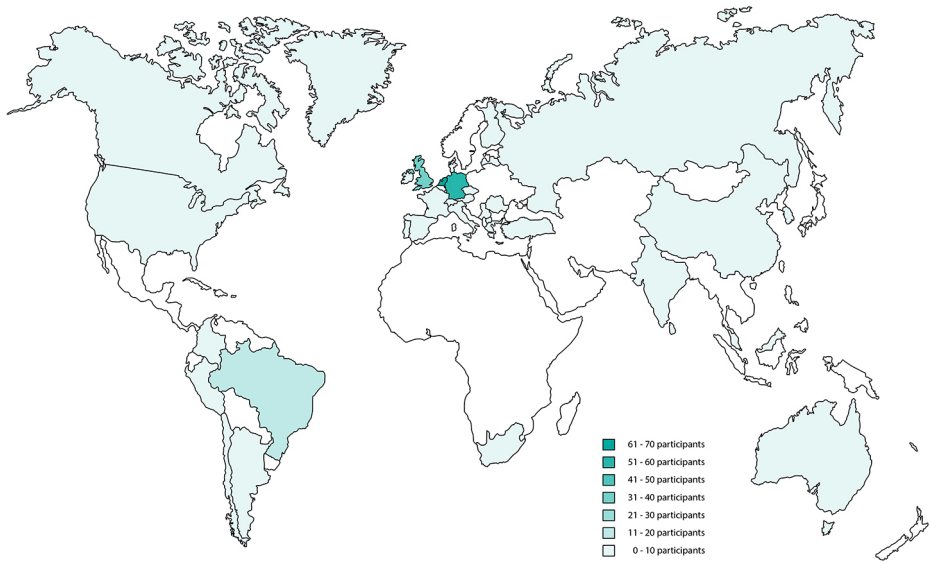 61 - 70 participants
51 - 60 participants
41 - 50 participants
31 - 40 participants
21 - 30 participants
11 - 20 participants
0 - 10 participants